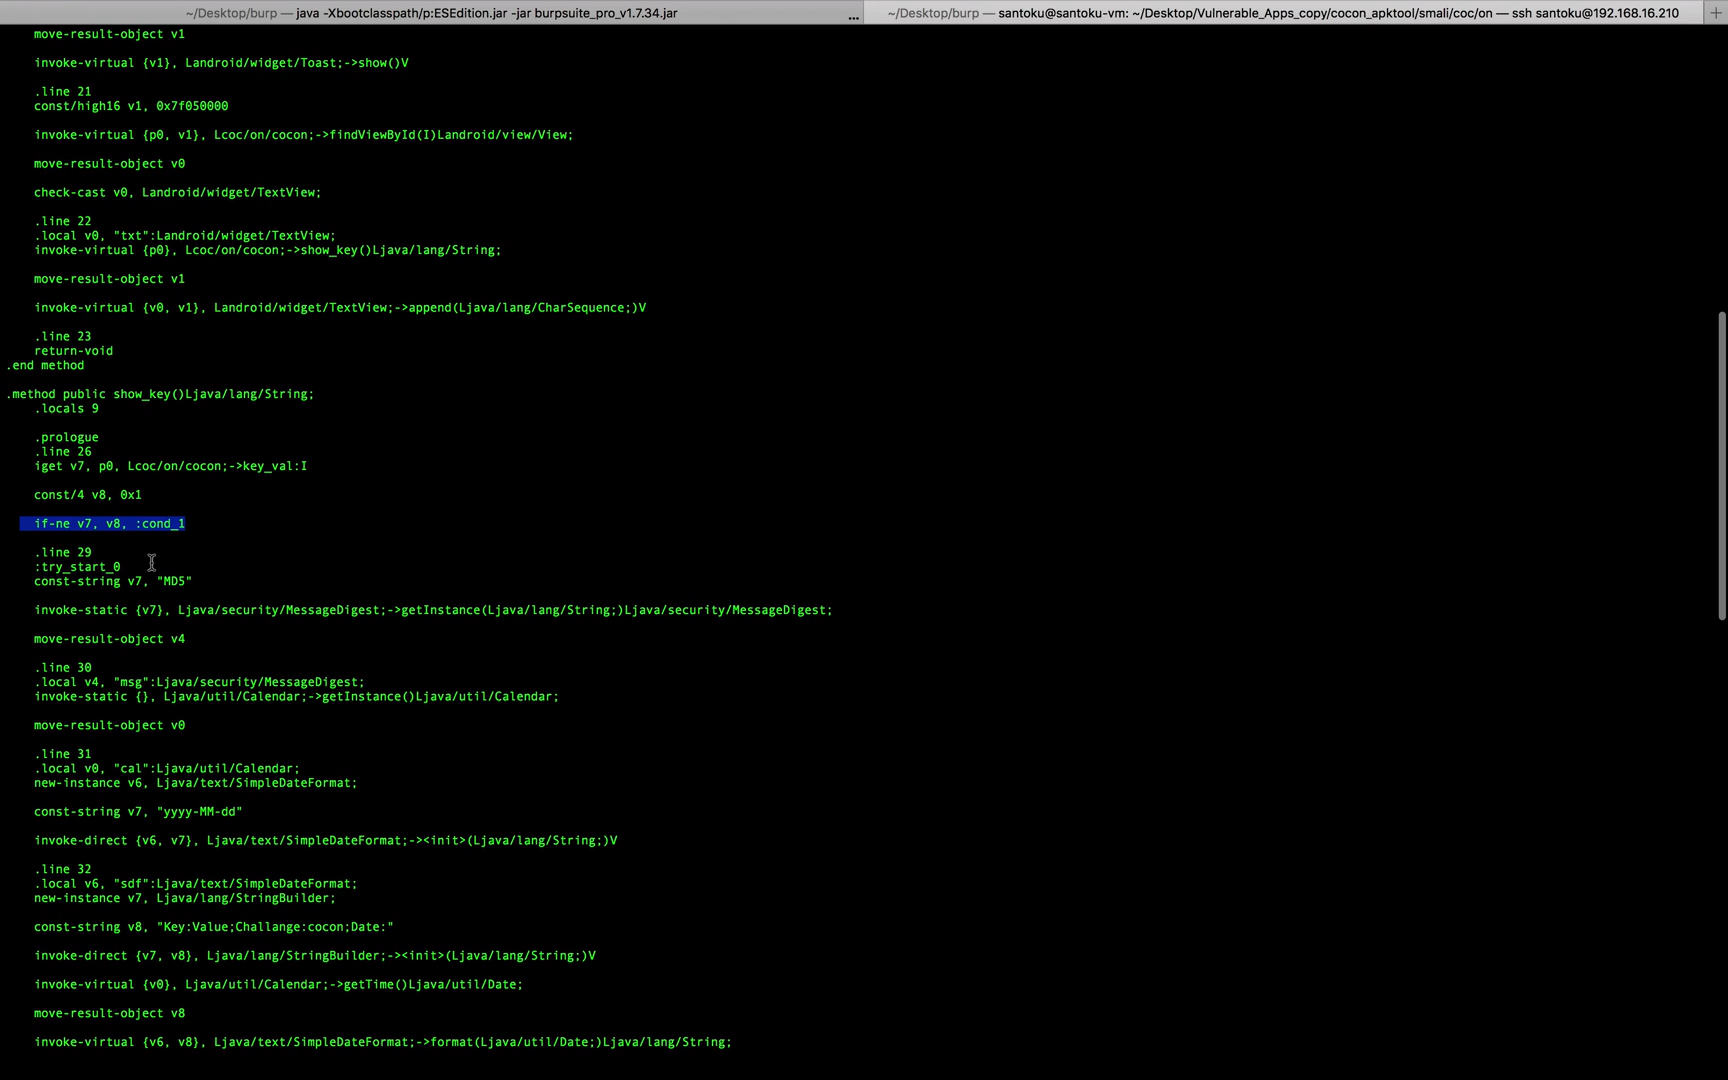 ~/Desktop/burp — java -Xbootclasspath/p:ESEdition.jar -jar burpsuite_pro_v1.7.34.jar
... ~/Desktop/burp — santoku@santoku-vm: ~/Desktop/Vulnerable_Apps_copy/cocon_apktool/smali/coc/on — ssh santoku@192.168.16.210 +
move-result-object v1
invoke-virtual {v1}, Landroid/widget/Toast;->show()V
.line 21
const/high16 v1, 0x7f050000
invoke-virtual {p0, v1}, Lcoc/on/cocon;->findViewById(I)Landroid/view/View;
move-result-object v0
check-cast v0, Landroid/widget/TextView;
.line 22
.local v0, "txt":Landroid/widget/TextView;
invoke-virtual {p0}, Lcoc/on/cocon;->show_key()Ljava/lang/String;
move-result-object v1
invoke-virtual {v0, v1}, Landroid/widget/TextView;->append(Ljava/lang/CharSequence;)V
.line 23
return-void
.end method
.method public show_key()Ljava/lang/String;
.locals 9
.prologue
.line 26
iget v7, p0, Lcoc/on/cocon;->key_val:I
const/4 v8, 0x1
if-ne v7, v8, :cond_1
.line 29
:try_start_0
const-string v7, "MD5"
invoke-static {v7}, Ljava/security/MessageDigest;->getInstance(Ljava/lang/String;)Ljava/security/MessageDigest;
move-result-object v4
.line 30
.local v4, "msg":Ljava/security/MessageDigest;
invoke-static {}, Ljava/util/Calendar;->getInstance()Ljava/util/Calendar;
move-result-object v0
.line 31
.local v0, "cal":Ljava/util/Calendar;
new-instance v6, Ljava/text/SimpleDateFormat;
const-string v7, "yyyy-MM-dd"
invoke-direct {v6, v7}, Ljava/text/SimpleDateFormat;-><init>(Ljava/lang/String;)V
.line 32
.local v6, "sdf":Ljava/text/SimpleDateFormat;
new-instance v7, Ljava/lang/StringBuilder;
const-string v8, "Key:Value;Challange:cocon;Date:"
invoke-direct {v7, v8}, Ljava/lang/StringBuilder;-><init>(Ljava/lang/String;)V
invoke-virtual {v0}, Ljava/util/Calendar;->getTime()Ljava/util/Date;
move-result-object v8
invoke-virtual {v6, v8}, Ljava/text/SimpleDateFormat;->format(Ljava/util/Date;)Ljava/lang/String;